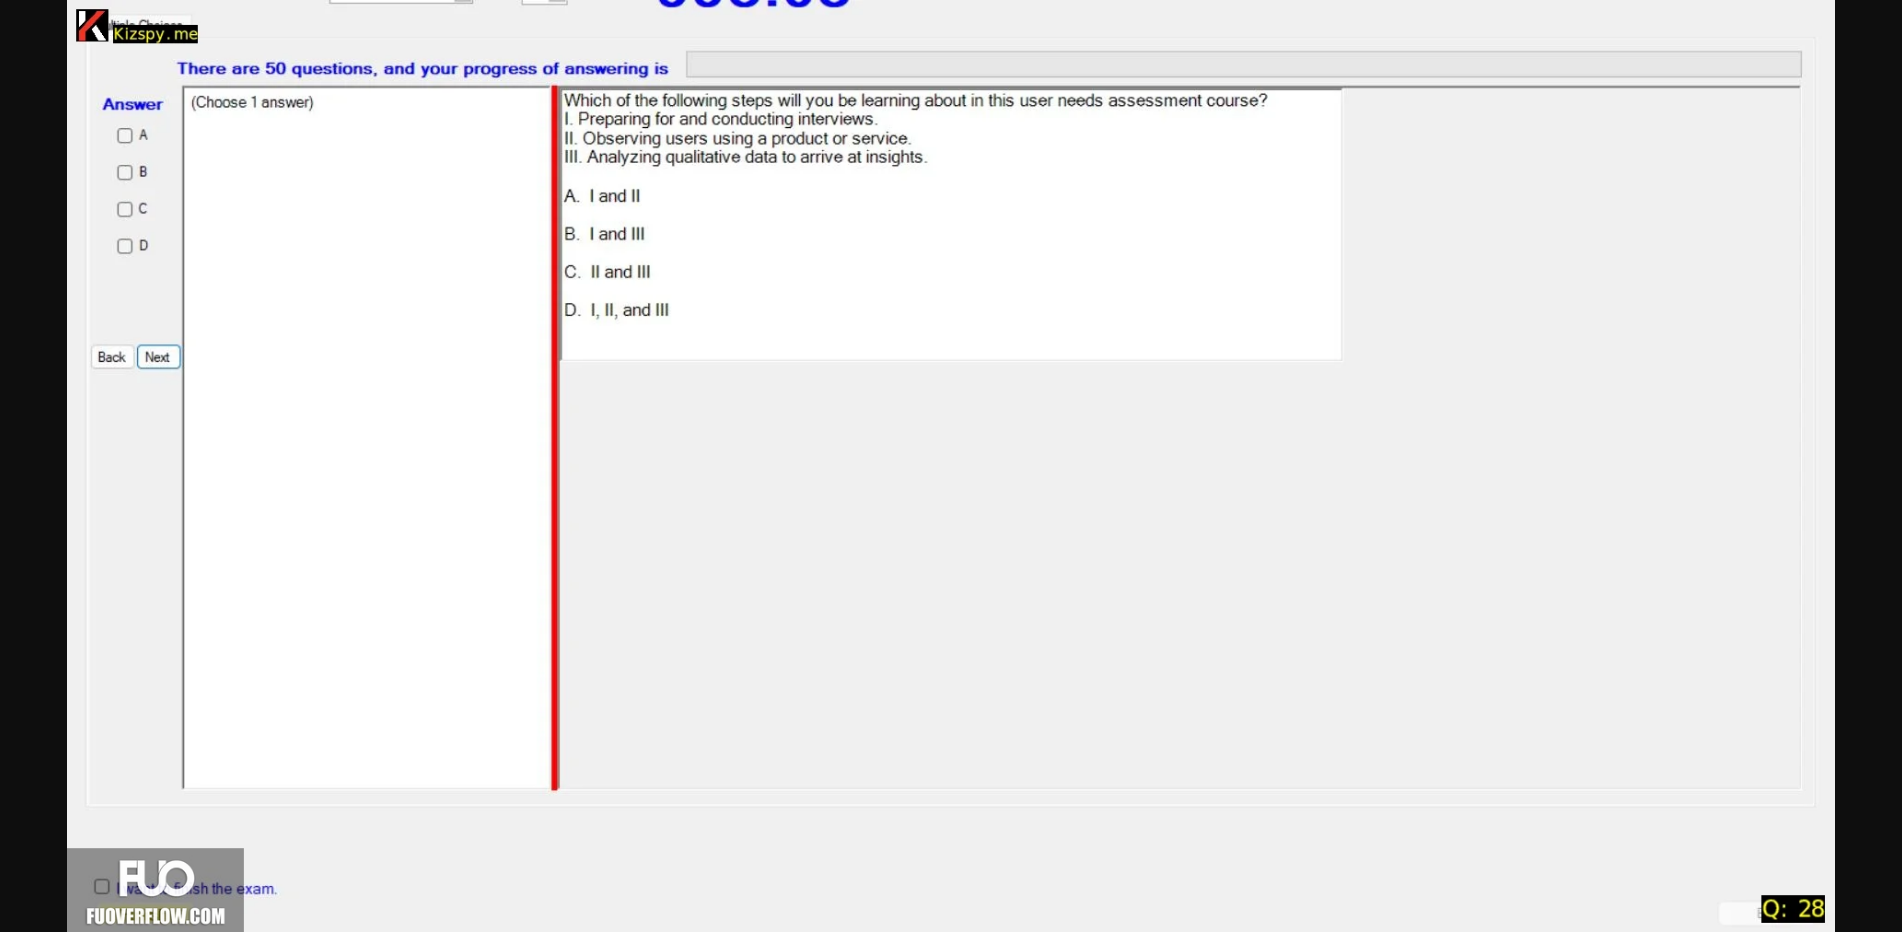 Kizspy.me
There are 50 questions, and your progress of answering is
Answer
(Choose 1 answer)
A
B
C
D
Back
Next
Which of the following steps will you be learning about in this user needs assessment course?
I. Preparing for and conducting interviews.
II. Observing users using a product or service.
III. Analyzing qualitative data to arrive at insights.
A. I and II
B. I and III
C. II and III
D. I, II, and III
FUO
finish the exam.
FUOVERFLOW.COM
Q: 28